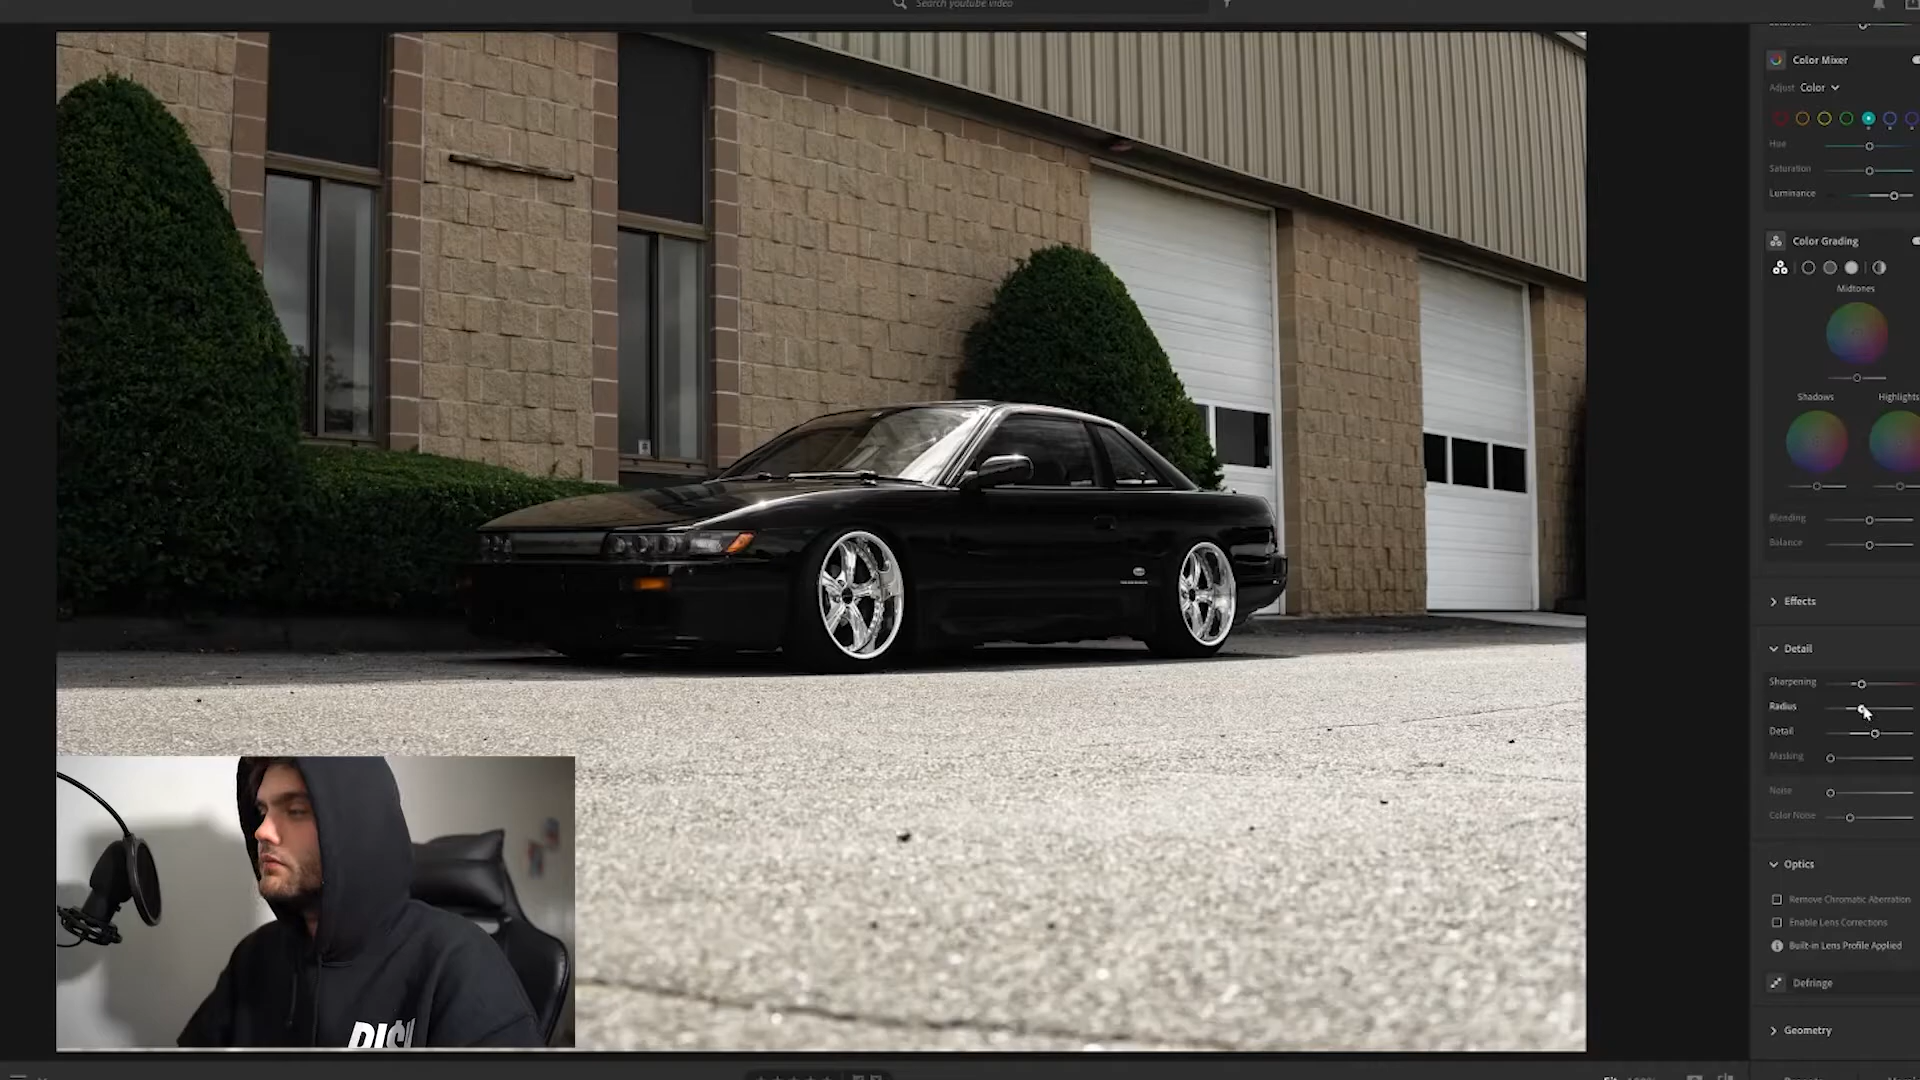 Search youtube video
Color Mixer
Adjust Color
Hue
Saturation
Luminance
Color Grading
Midtones
Shadows Highlights
Blending
Balance
Effects
Detail
Sharpening
Radius
Detail
Masking
Noise
Color Noise
Optics
Remove Chromatic Aberration
Enable Lens Corrections
Built-in Lens Profile Applied
Defringe
Geometry